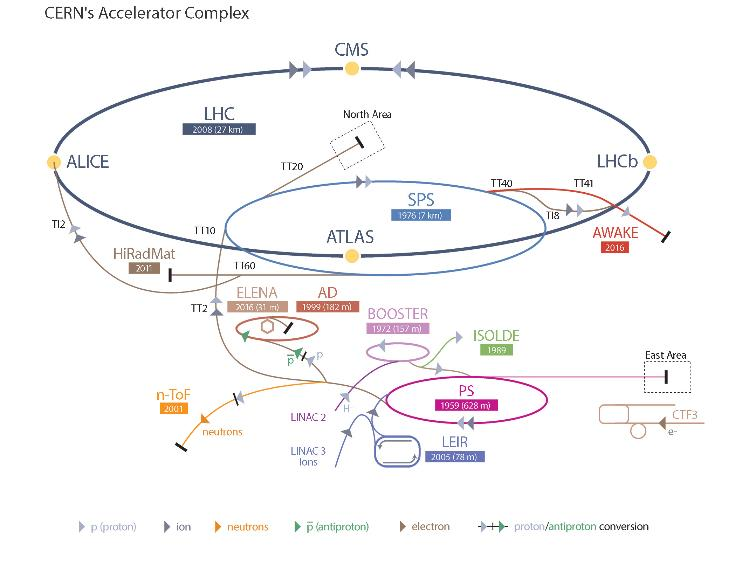 CERN's Accelerator Complex
CMS
LHC
2008 (27 km)
North Area
ALICE
LHCb
TT20
TT40
TT41
SPS
1976 (7 km)
TI2
TT10
TI8
ATLAS
AWAKE
2016
HiRadMat
2011
TT60
ELENA
2016 (31 m)
AD
1999 (182 m)
TT2
BOOSTER
1972 (157 m)
ISOLDE
1989
p̅
p
East Area
n-ToF
2001
PS
1959 (628 m)
H
LINAC 2
neutrons
CTF3
e-
LINAC 3
Ions
LEIR
2005 (78 m)
p (proton)
ion
neutrons
p̅ (antiproton)
electron
proton/antiproton conversion